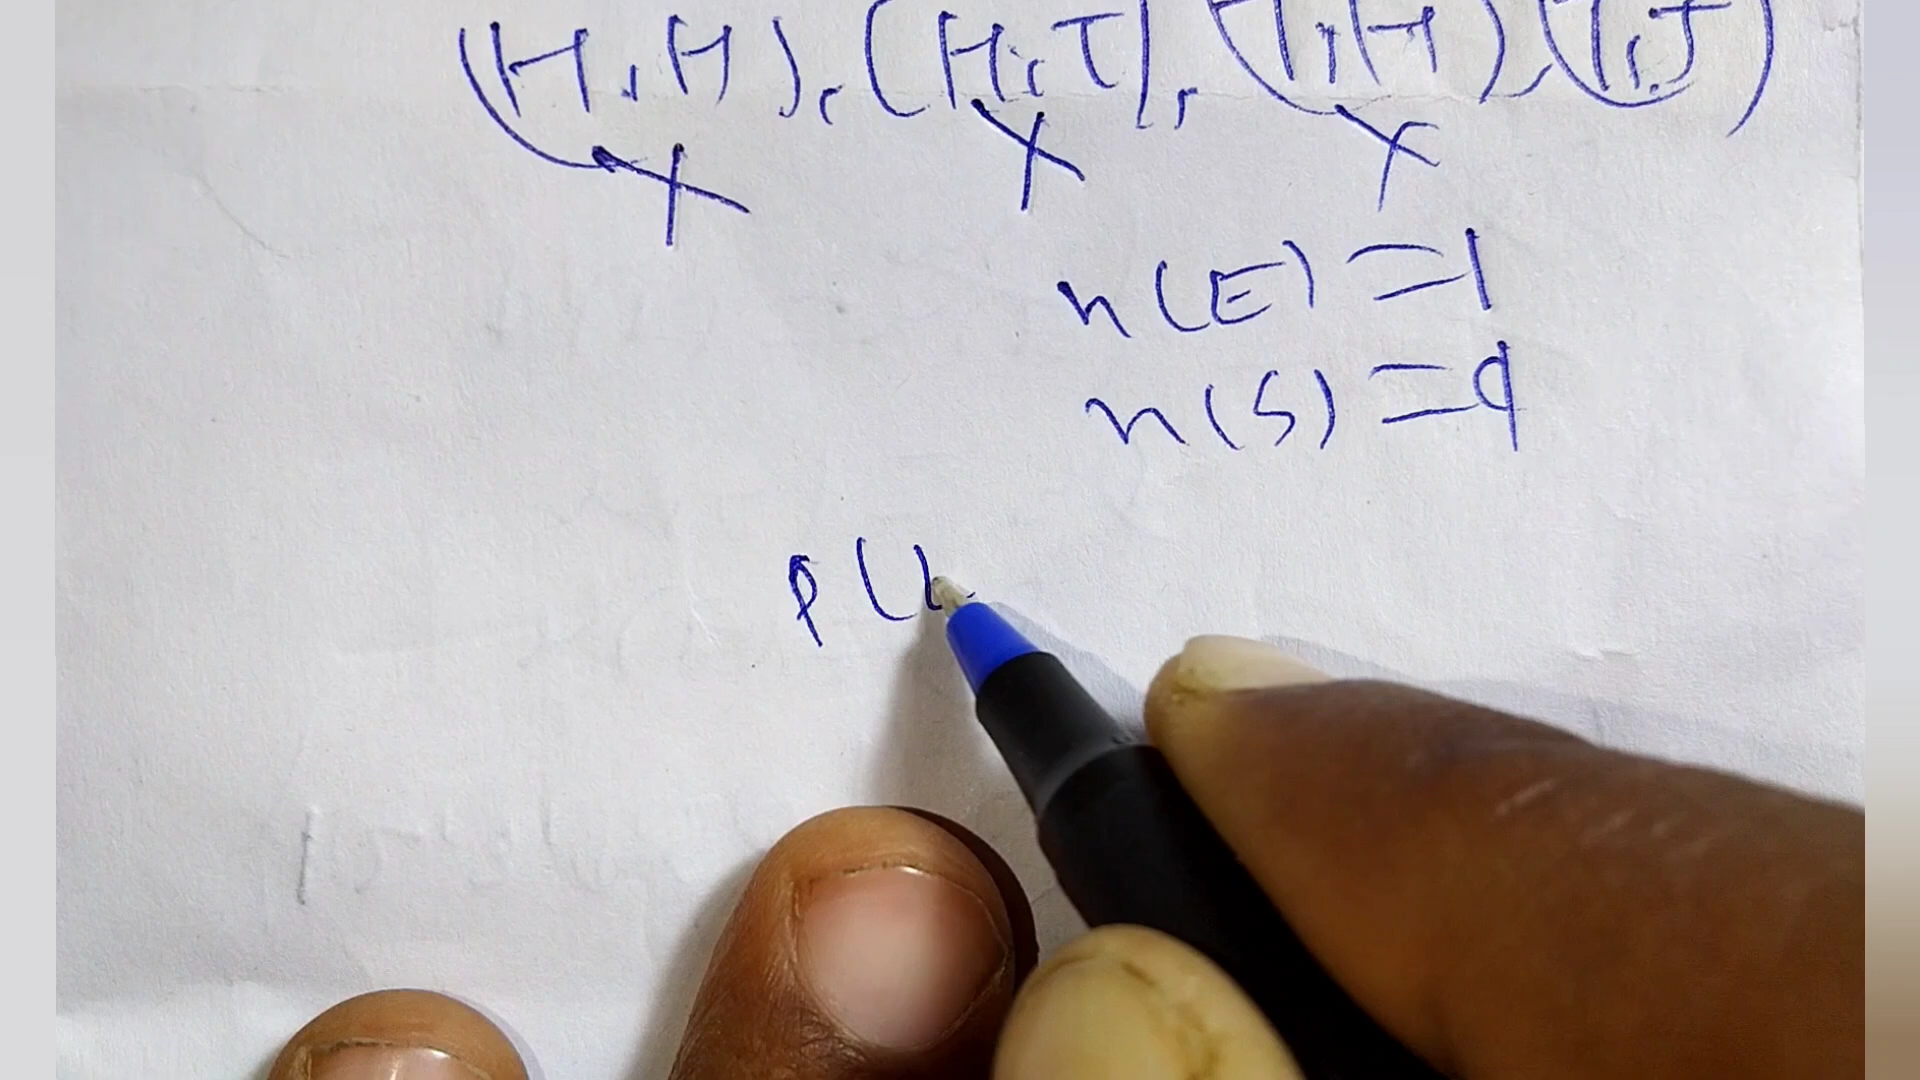 (H,H),(H,T),(T,H),(T,T)
X X X
n(E)=1
n(S)=4
P(